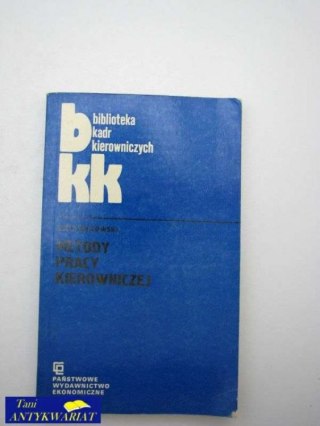 b biblioteka
kadr
kierowniczych
kk
METODY
PRACY
KIEROWNICZEJ
PAŃSTWOWE
WYDAWNICTWO
EKONOMICZNE
Tani
ANTYKWARIAT